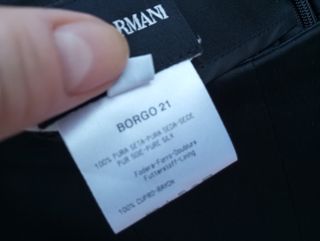 RMANI
BORGO 21
100% PURA SETA-PURA SEDA-SEIDE
PUR SOIE-PURE SILK
Fodera-Forro-Doublure
Futterstoff-Lining
100% CUPRO-RAYON